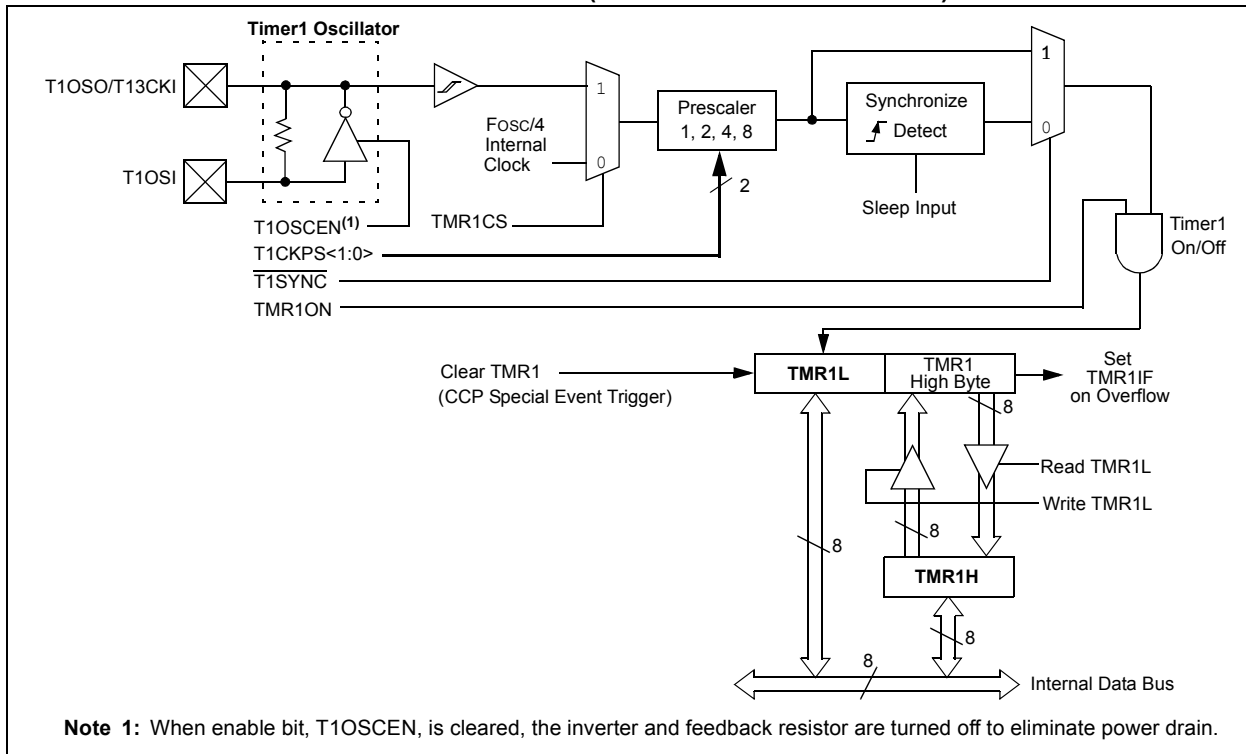 Timer1 Oscillator
T1OSO/T13CKI
T1OSI
1
FOSC/4
Internal
Clock
0
Prescaler
1, 2, 4, 8
2
Synchronize
Detect
1
0
Sleep Input
T1OSCEN(1)
TMR1CS
T1CKPS<1:0>
T1SYNC
TMR1ON
Timer1
On/Off
Clear TMR1
(CCP Special Event Trigger)
TMR1L
TMR1
High Byte
Set
TMR1IF
on Overflow
8
Read TMR1L
Write TMR1L
8
8
TMR1H
8
8
Internal Data Bus
Note 1: When enable bit, T1OSCEN, is cleared, the inverter and feedback resistor are turned off to eliminate power drain.